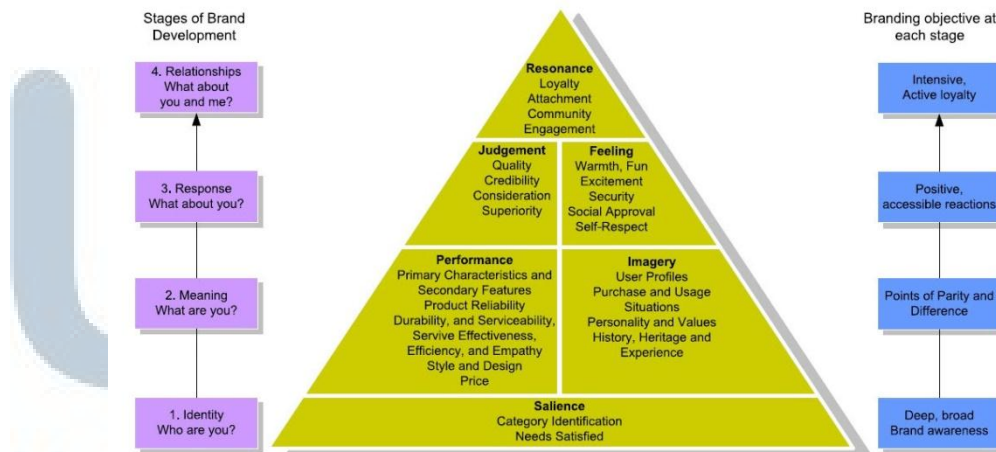 Stages of Brand
Development
4. Relationships
What about
you and me?
3. Response
What about you?
2. Meaning
What are you?
1. Identity
Who are you?
Resonance
Loyalty
Attachment
Community
Engagement
Judgement
Quality
Credibility
Consideration
Superiority
Feeling
Warmth, Fun
Excitement
Security
Social Approval
Self-Respect
Performance
Primary Characteristics and
Secondary Features
Product Reliability
Durability, and Serviceability,
Servive Effectiveness,
Efficiency, and Empathy
Style and Design
Price
Imagery
User Profiles
Purchase and Usage
Situations
Personality and Values
History, Heritage and
Experience
Salience
Category Identification
Needs Satisfied
Branding objective at
each stage
Intensive,
Active loyalty
Positive,
accessible reactions
Points of Parity and
Difference
Deep, broad
Brand awareness